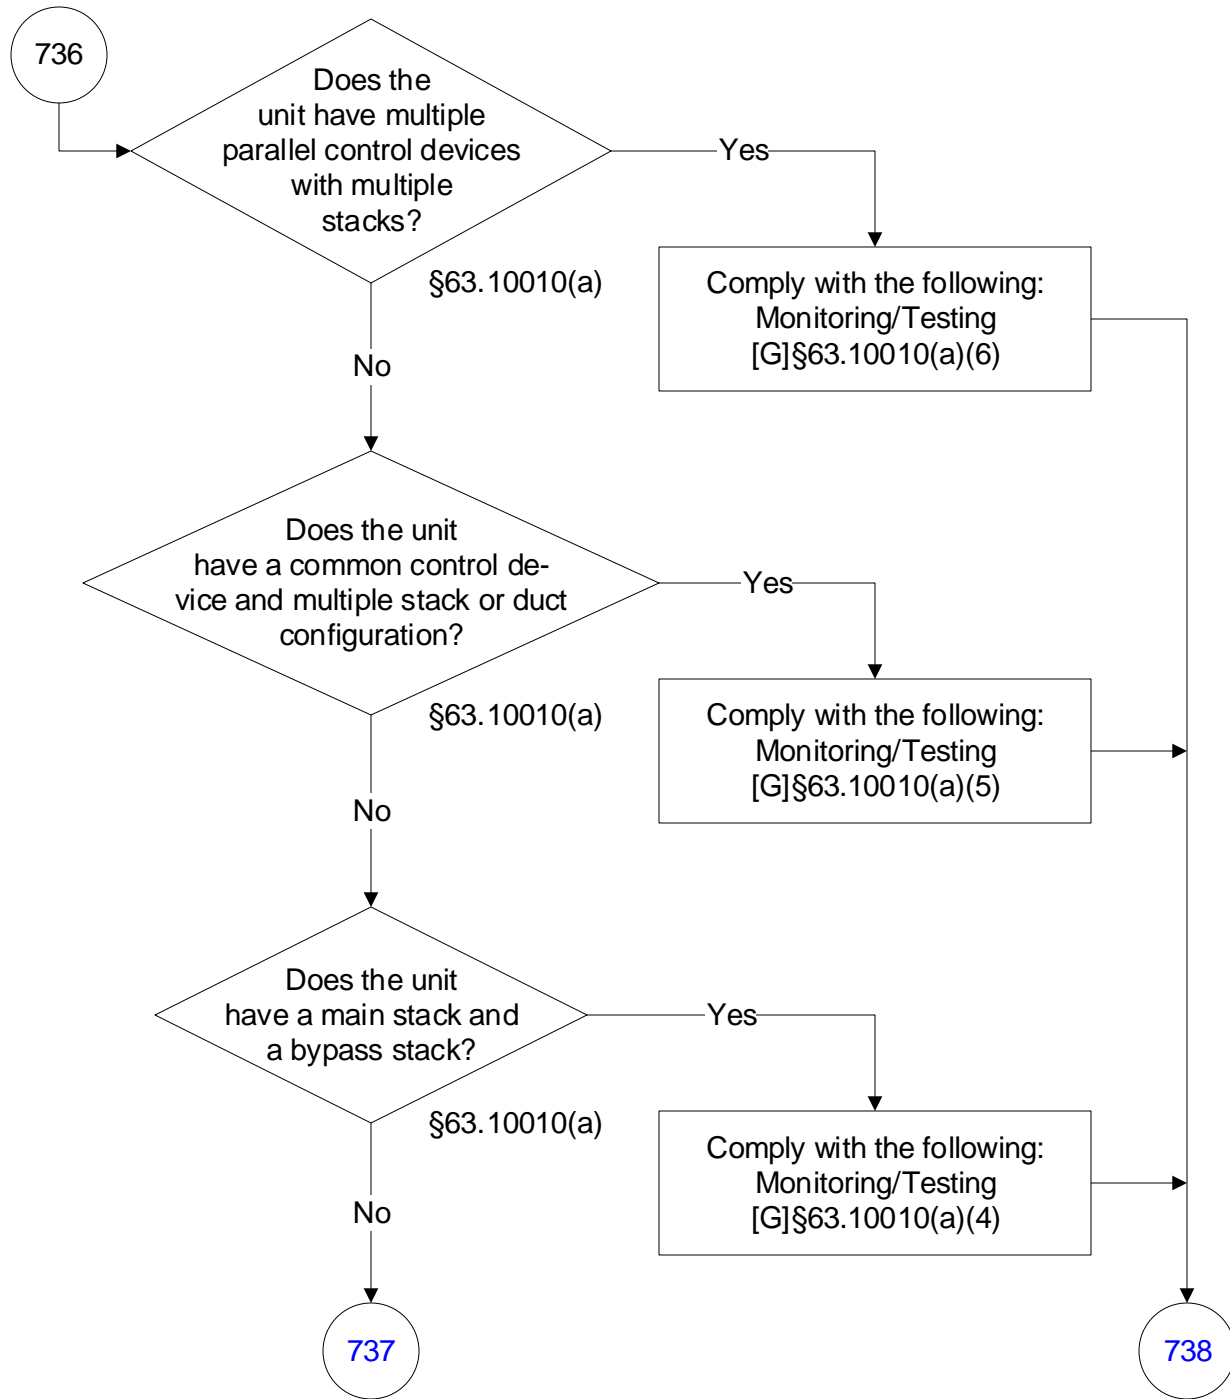 736
Does the
unit have multiple
parallel control devices
with multiple
stacks?
Yes
§63.10010(a)
Comply with the following:
Monitoring/Testing
[G]§63.10010(a)(6)
No
Does the unit
have a common control de-
vice and multiple stack or duct
configuration?
Yes
§63.10010(a)
Comply with the following:
Monitoring/Testing
[G]§63.10010(a)(5)
No
Does the unit
have a main stack and
a bypass stack?
Yes
§63.10010(a)
Comply with the following:
Monitoring/Testing
[G]§63.10010(a)(4)
No
737
738